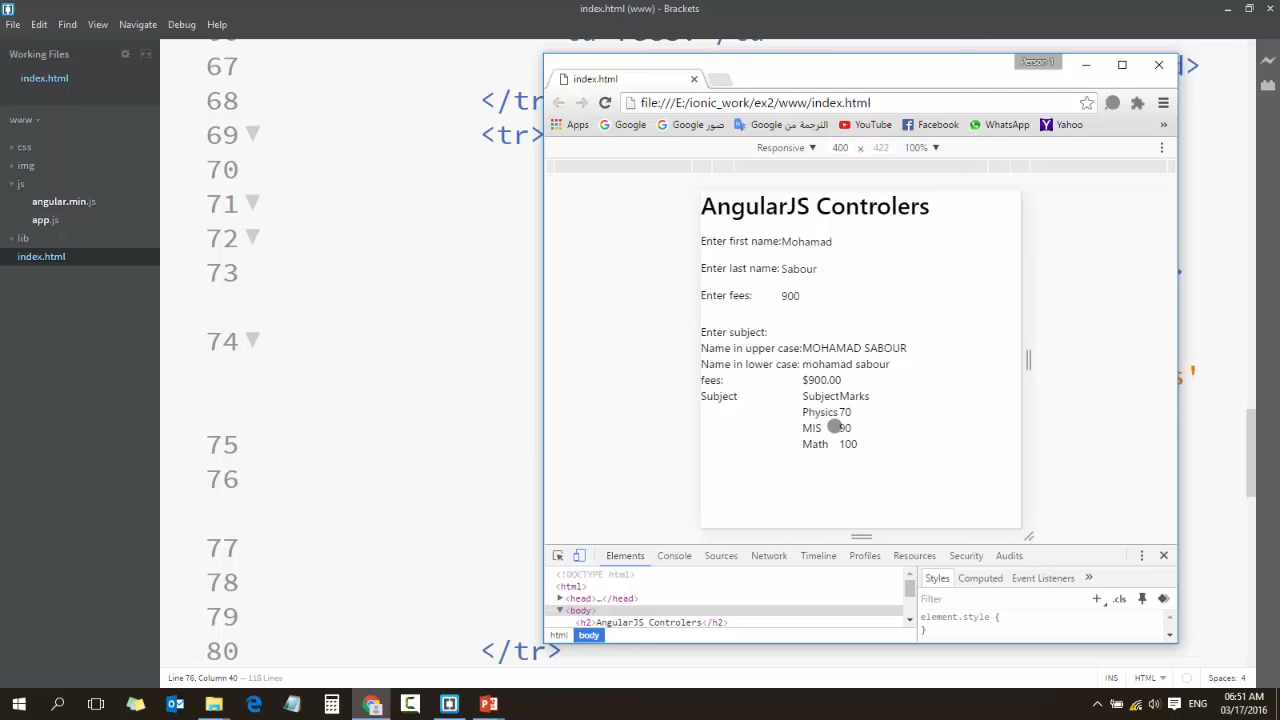 index.html (www) - Brackets
File Edit Find View Navigate Debug Help
Working Files
index.html
www
css
img
js
angular.min.js
app.js
lib
index.html
67
68 </tr
69 <tr>
70
71
72
73
74
75
76
77
78
79
80 </tr>
Person 1
index.html
file:///E:/ionic_work/ex2/www/index.html
Apps Google Google صور Google الترجمة من YouTube Facebook WhatsApp Yahoo »
Responsive 400 × 422 100%
AngularJS Controlers
Enter first name: Mohamad
Enter last name: Sabour
Enter fees: 900
Enter subject:
Name in upper case: MOHAMAD SABOUR
Name in lower case: mohamad sabour
fees: $900.00
Subject Subject Marks
Physics 70
MIS 90
Math 100
Elements Console Sources Network Timeline Profiles Resources Security Audits
<!DOCTYPE html>
<html>
<head>…</head>
<body>
<h2>AngularJS Controlers</h2>
html body
Styles Computed Event Listeners »
Filter + .cls
element.style {
}
Line 76, Column 40 — 115 Lines
INS HTML Spaces: 4
ENG
06:51 AM
03/17/2016